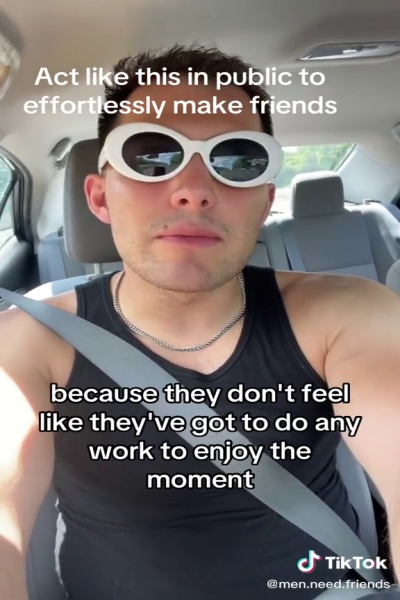 Act like this in public to
effortlessly make friends
because they don't feel
like they've got to do any
work to enjoy the
moment
TikTok
@men.need.friends